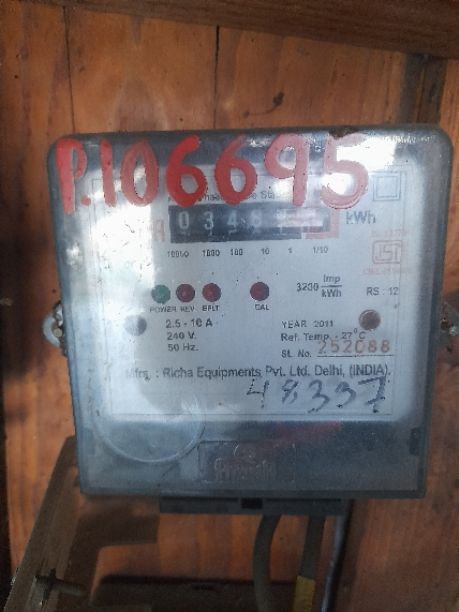 P.106695
kWh
10000 1000 100 10 1 1/10
3200 Imp/kWh
RS : 12
POWER REV E/LT CAL
2.5 - 10 A
240 V.
50 Hz.
YEAR 2011
Ref. Temp. - 27°C
SL. No. 252088
Mfrs. : Richa Equipments Pvt. Ltd. Delhi, (INDIA).
48337